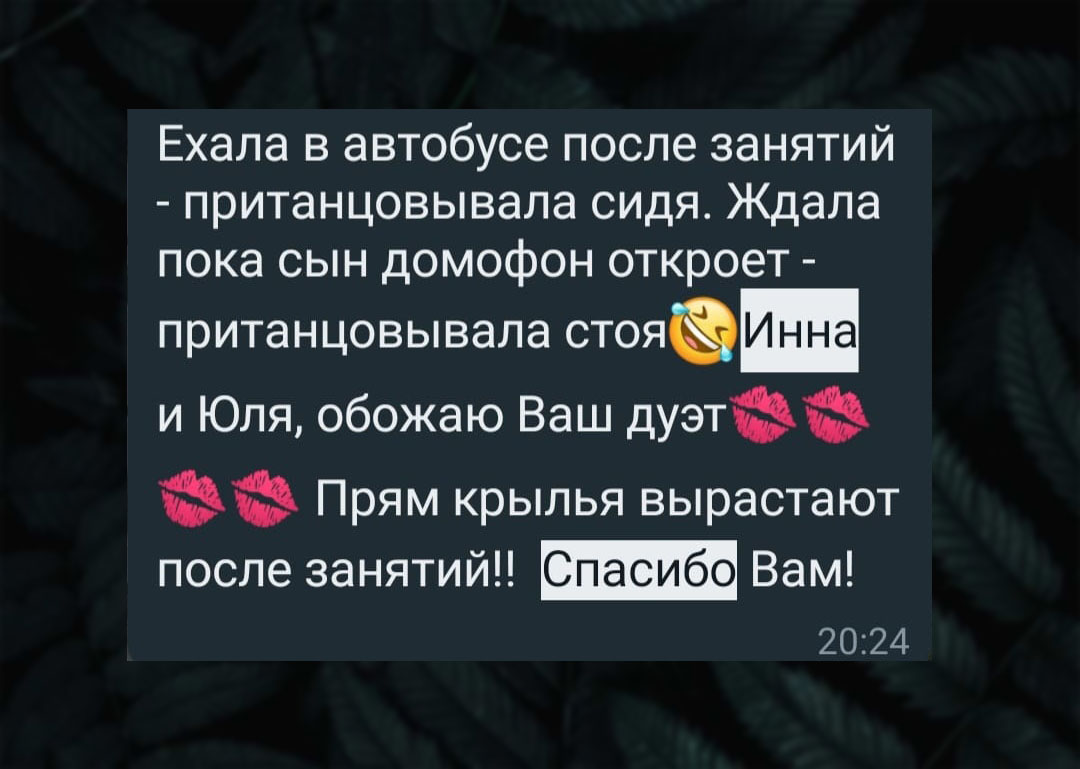 Ехала в автобусе после занятий
- пританцовывала сидя. Ждала
пока сын домофон откроет -
пританцовывала стоя🤣Инна
и Юля, обожаю Ваш дуэт💋💋
💋💋 Прям крылья вырастают
после занятий!! Спасибо Вам!
20:24